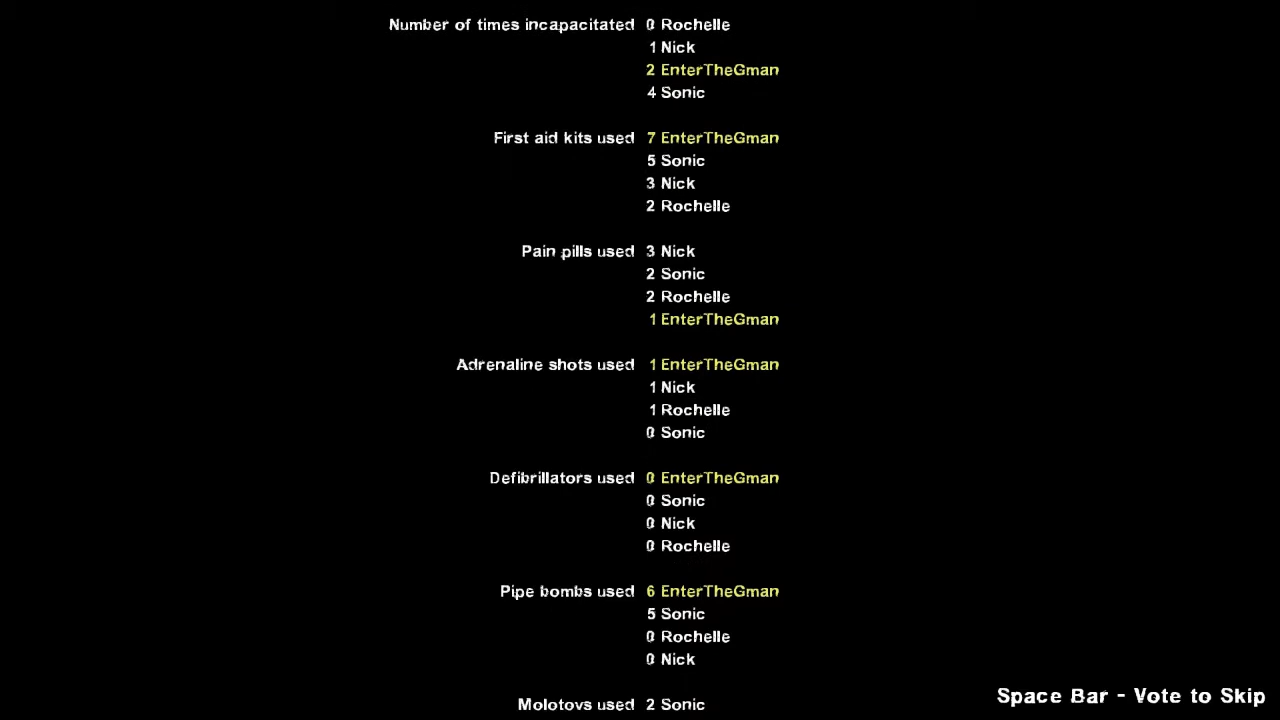 Number of times incapacitated 0 Rochelle
1 Nick
2 EnterTheGman
4 Sonic
First aid kits used 7 EnterTheGman
5 Sonic
3 Nick
2 Rochelle
Pain pills used 3 Nick
2 Sonic
2 Rochelle
1 EnterTheGman
Adrenaline shots used 1 EnterTheGman
1 Nick
1 Rochelle
0 Sonic
Defibrillators used 0 EnterTheGman
0 Sonic
0 Nick
0 Rochelle
Pipe bombs used 6 EnterTheGman
5 Sonic
0 Rochelle
0 Nick
Molotovs used 2 Sonic
Space Bar - Vote to Skip